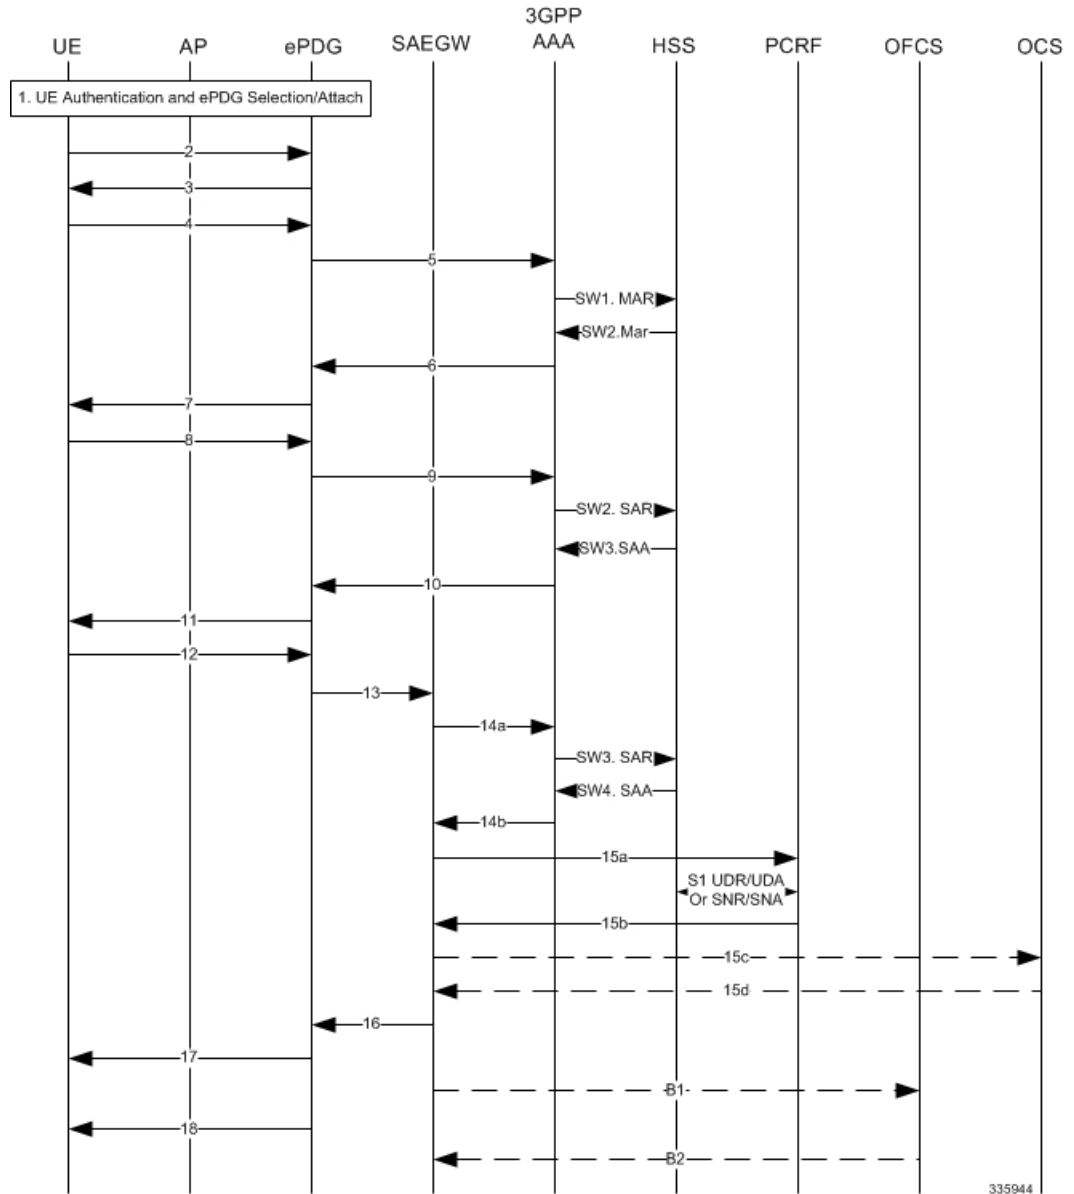 3GPP
UE AP ePDG SAEGW AAA HSS PCRF OFCS OCS
1. UE Authentication and ePDG Selection/Attach
2
3
4
5
SW1. MAR
SW2.Mar
6
7
8
9
SW2. SAR
SW3.SAA
10
11
12
13
14a
SW3. SAR
SW4. SAA
14b
15a
S1 UDR/UDA
Or SNR/SNA
15b
15c
15d
16
17
B1
18
B2
335944